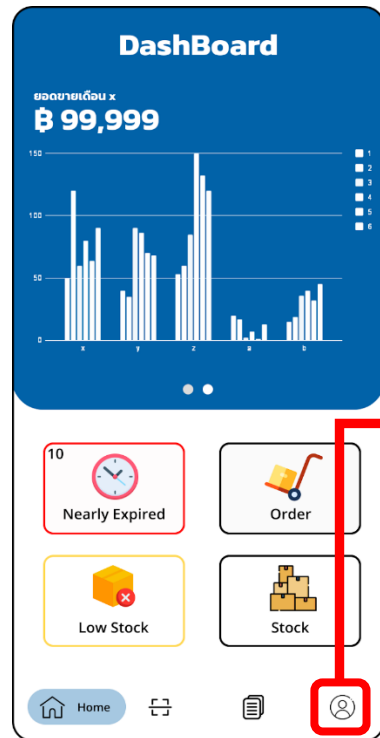 DashBoard
ยอดขายเดือน x
฿ 99,999
150
100
50
0
1
2
3
4
5
6
x
y
z
a
b
10
Nearly Expired
Order
Low Stock
Stock
Home